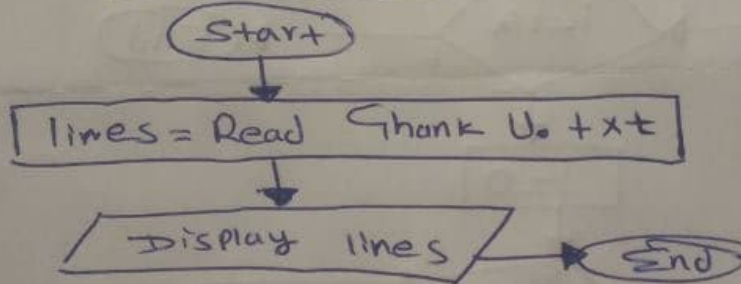 Start
lines = Read Thank U. txt
Display lines
End